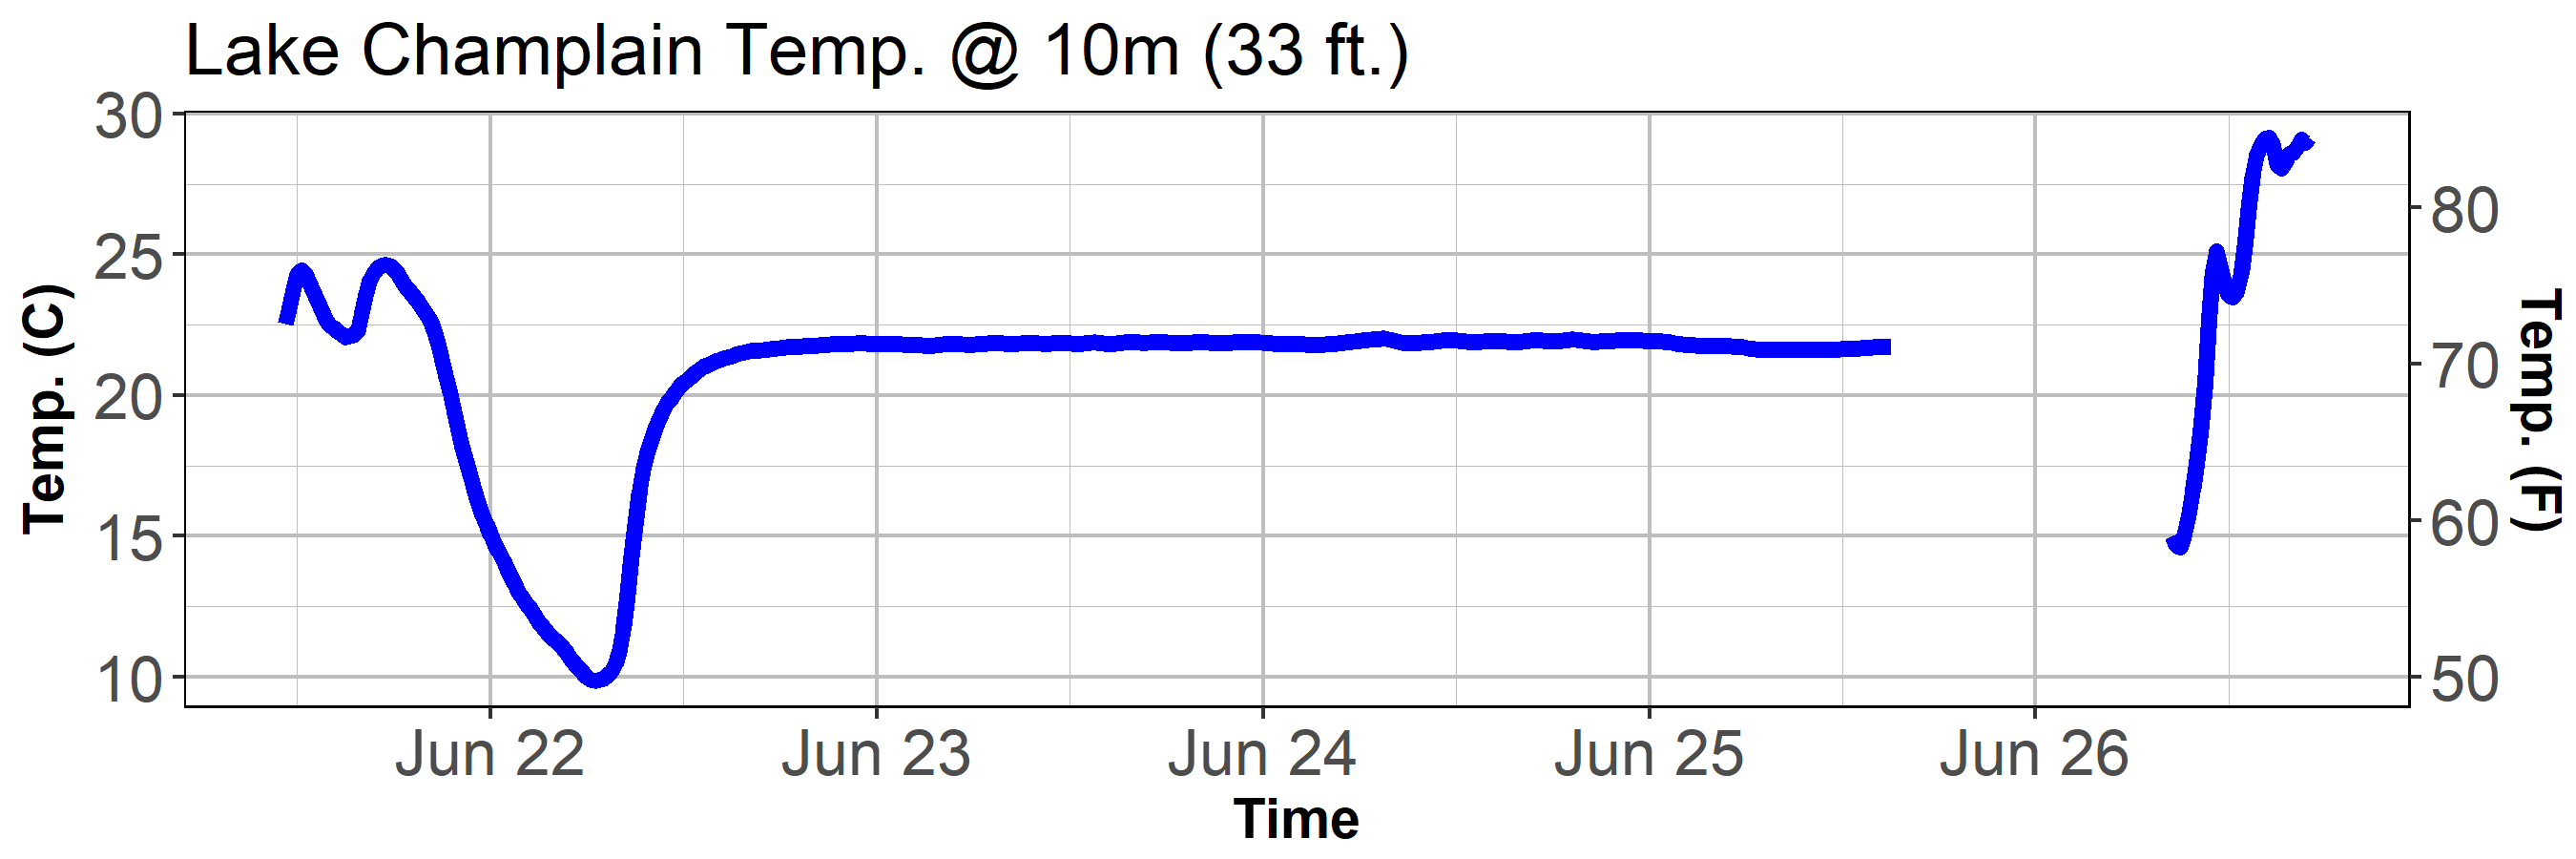 Lake Champlain Temp. @ 10m (33 ft.)
30
25
20
15
10
Temp. (C)
80
70
60
50
Temp. (F)
Jun 22 Jun 23 Jun 24 Jun 25 Jun 26
Time